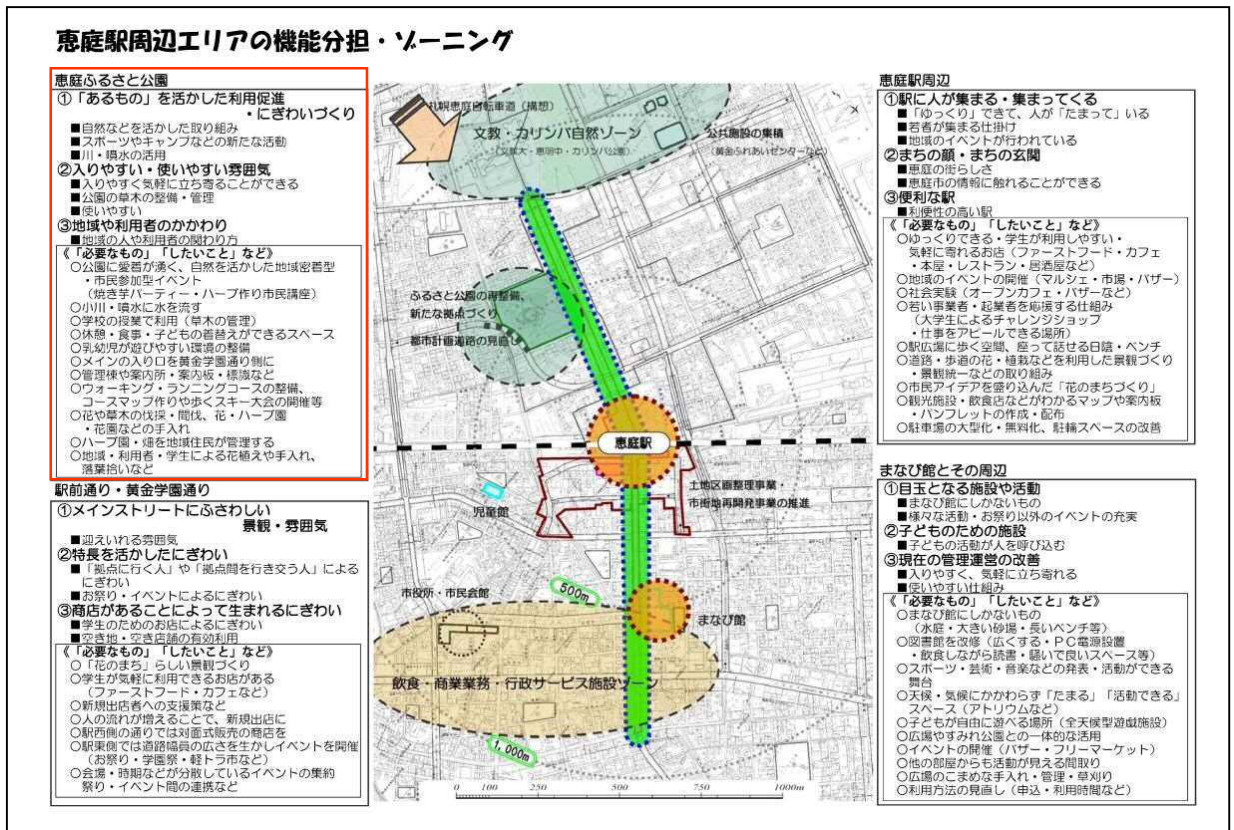 恵庭駅周辺エリアの機能分担・ゾーニング
恵庭ふるさと公園
①「あるもの」を活かした利用促進
・にぎわいづくり
■自然などを活かした取り組み
■スポーツやキャンプなどの新たな活動
■川・噴水の活用
②入りやすい・使いやすい雰囲気
■入りやすく気軽に立ち寄ることができる
■公園の草木の整備・管理
■使いやすい
③地域や利用者のかかわり
■地域の人や利用者の関わり方
《「必要なもの」「したいこと」など》
○公園に愛着が湧く、自然を活かした地域密着型
・市民参加型イベント
（焼き芋パーティー・ハーブ作り市民講座）
○小川・噴水に水を流す
○学校の授業で利用（草木の管理）
○休憩・食事・子どもの着替えができるスペース
○乳幼児が遊びやすい環境の整備
○メインの入り口を黄金学園通り側に
○管理棟や案内所・案内板・標識など
○ウォーキング・ランニングコースの整備、
コースマップ作りや歩くスキー大会の開催等
○花や草木の伐採・間伐、花・ハーブ園
・花園などの手入れ
○ハーブ園・畑を地域住民が管理する
○地域・利用者・学生による花植えや手入れ、
落葉拾いなど
駅前通り・黄金学園通り
①メインストリートにふさわしい
景観・雰囲気
■迎えいれる雰囲気
②特長を活かしたにぎわい
■「拠点に行く人」や「拠点間を行き交う人」による
にぎわい
■お祭り・イベントによるにぎわい
③商店があることによって生まれるにぎわい
■学生のためのお店によるにぎわい
■空き地・空き店舗の有効利用
《「必要なもの」「したいこと」など》
○「花のまち」らしい景観づくり
○学生が気軽に利用できるお店がある
（ファーストフード・カフェなど）
○新規出店者への支援策など
○人の流れが増えることで、新規出店に
○駅西側の通りでは対面式販売の商店を
○駅東側では道路幅員の広さを生かしイベントを開催
（お祭り・学園祭・軽トラ市など）
○会場・時期などが分散しているイベントの集約
祭り・イベント間の連携など
札幌恵庭自転車道（構想）
文教・カリンバ自然ゾーン
（文教大・恵明中・カリンバ公園）
公共施設の集積
（黄金ふれあいセンターなど）
ふるさと公園の再整備、
新たな拠点づくり
都市計画道路の見直し
恵庭駅
土地区画整理事業・
市街地再開発事業の推進
児童館
市役所・市民会館
500m
まなび館
飲食・商業業務・行政サービス施設ゾーン
1,000m
0 100 250 500 750 1000m
恵庭駅周辺
①駅に人が集まる・集まってくる
■「ゆっくり」できて、人が「たまって」いる
■若者が集まる仕掛け
■地域のイベントが行われている
②まちの顔・まちの玄関
■恵庭の街らしさ
■恵庭市の情報に触れることができる
③便利な駅
■利便性の高い駅
《「必要なもの」「したいこと」など》
○ゆっくりできる・学生が利用しやすい・
気軽に寄れるお店（ファーストフード・カフェ
・本屋・レストラン・居酒屋など）
○地域のイベントの開催（マルシェ・市場・バザー）
○社会実験（オープンカフェ・バザーなど）
○若い事業者・起業者を応援する仕組み
（大学生によるチャレンジショップ
・仕事をアピールできる場所）
○駅広場に歩く空間、座って話せる日陰・ベンチ
○道路・歩道の花・植栽などを利用した景観づくり
・景観統一などの取り組み
○市民アイデアを盛り込んだ「花のまちづくり」
○観光施設・飲食店などがわかるマップや案内板
・パンフレットの作成・配布
○駐車場の大型化・無料化、駐輪スペースの改善
まなび館とその周辺
①目玉となる施設や活動
■まなび館にしかないもの
■様々な活動・お祭り以外のイベントの充実
②子どものための施設
■子どもの活動が人を呼び込む
③現在の管理運営の改善
■入りやすく、気軽に立ち寄れる
■使いやすい仕組み
《「必要なもの」「したいこと」など》
○まなび館にしかないもの
（水庭・大きい砂場・長いベンチ等）
○図書館を改修（広くする・ＰＣ電源設置
・飲食しながら読書・騒いで良いスペース等）
○スポーツ・芸術・音楽などの発表・活動ができる
舞台
○天候・気候にかかわらず「たまる」「活動できる」
スペース（アトリウムなど）
○子どもが自由に遊べる場所（全天候型遊戯施設）
○広場やすみれ公園との一体的な活用
○イベントの開催（バザー・フリーマーケット）
○他の部屋からも活動が見える間取り
○広場のこまめな手入れ・管理・草刈り
○利用方法の見直し（申込・利用時間など）